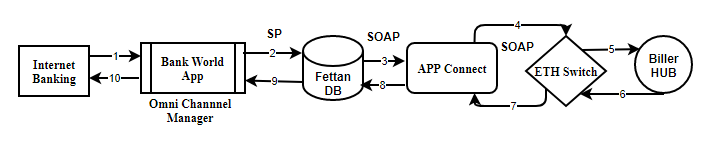 Internet
Banking
1
10
Bank World
App
Omni Channnel
Manager
SP
2
9
Fettan
DB
SOAP
3
8
APP Connect
4
SOAP
7
ETH Switch
5
6
Biller
HUB